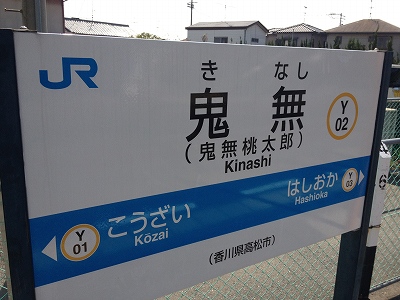 JR
きなし
鬼無
(鬼無桃太郎)
Kinashi
Y
02
Y
01
こうざい
Kōzai
はしおか
Hashioka
Y
03
(香川県高松市)
6